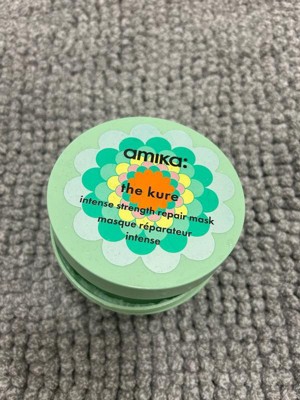 amika:
the kure
intense strength repair mask
masque réparateur
intense